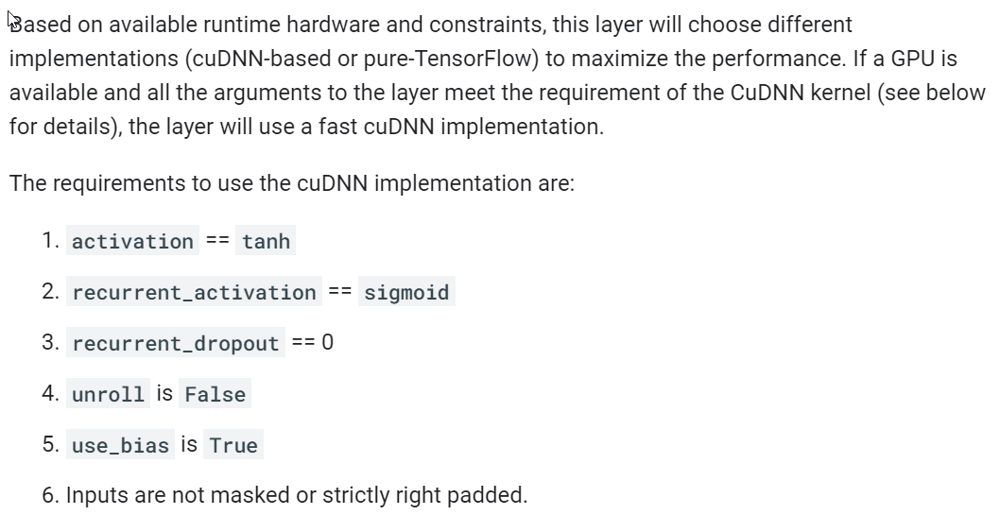 Based on available runtime hardware and constraints, this layer will choose different
implementations (cuDNN-based or pure-TensorFlow) to maximize the performance. If a GPU is
available and all the arguments to the layer meet the requirement of the CuDNN kernel (see below
for details), the layer will use a fast cuDNN implementation.
The requirements to use the cuDNN implementation are:
1. activation == tanh
2. recurrent_activation == sigmoid
3. recurrent_dropout == 0
4. unroll is False
5. use_bias is True
6. Inputs are not masked or strictly right padded.